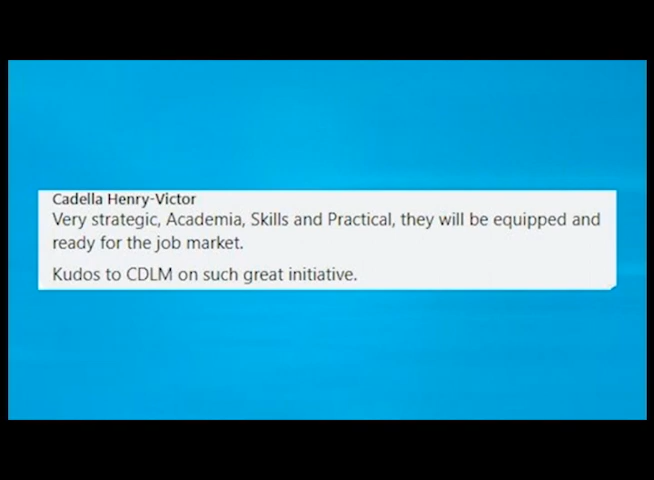 Cadella Henry-Victor
Very strategic, Academia, Skills and Practical, they will be equipped and
ready for the job market.
Kudos to CDLM on such great initiative.